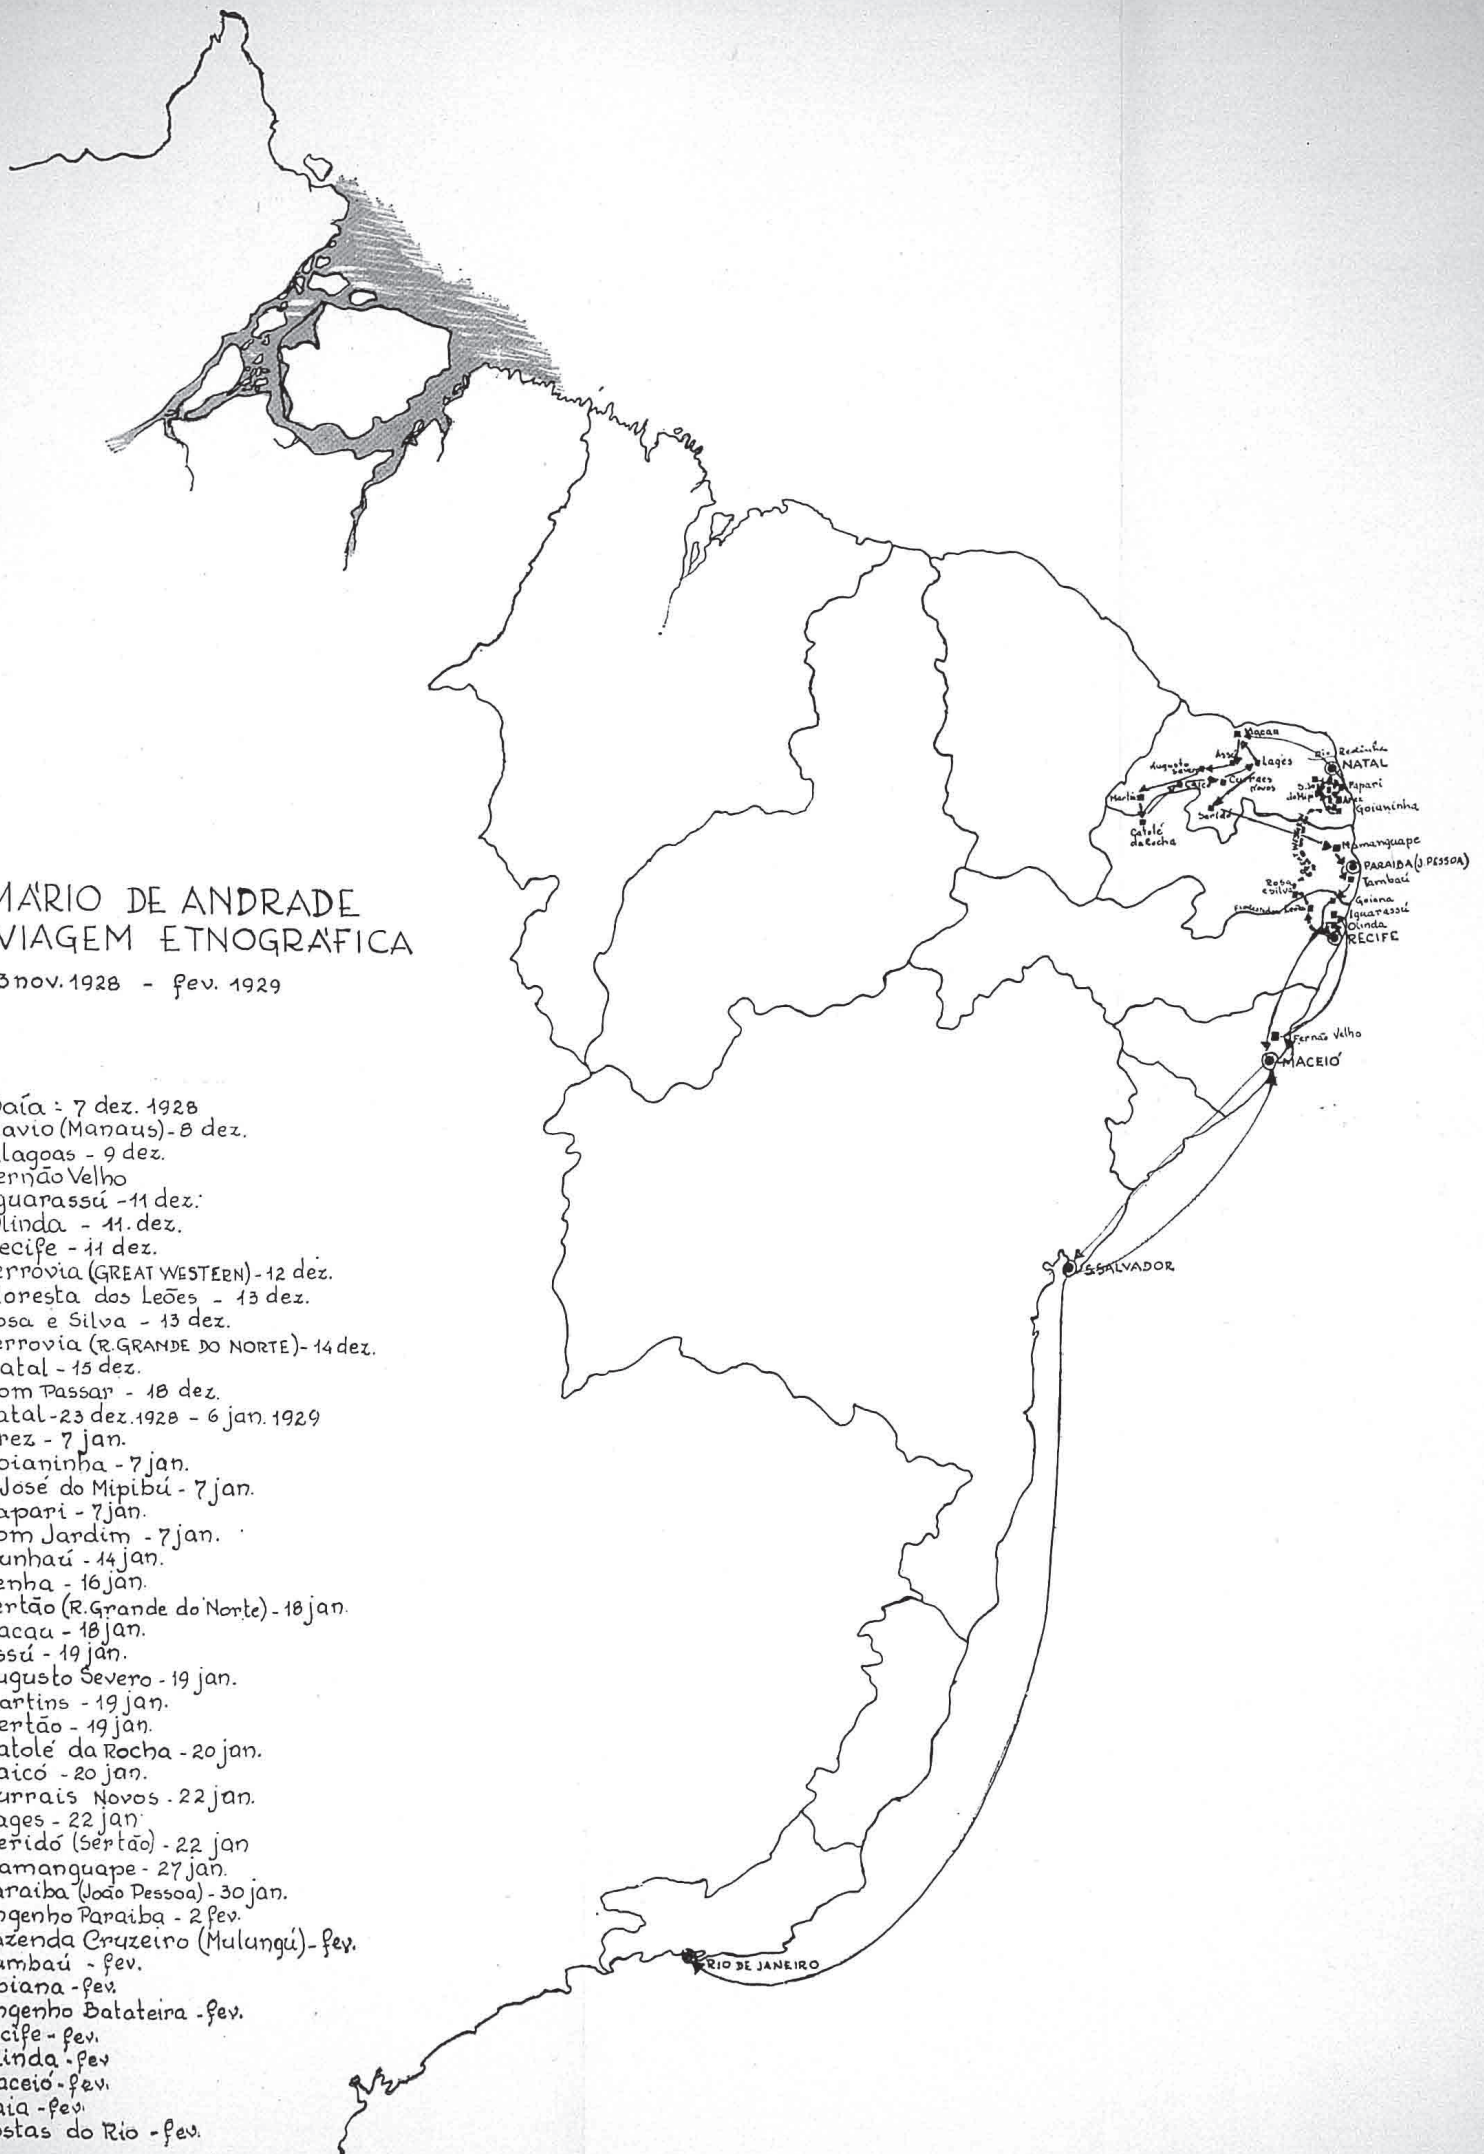 MÁRIO DE ANDRADE
VIAGEM ETNOGRÁFICA
3 nov. 1928 - fev. 1929
aía: 7 dez. 1928
avio (Manaus) - 8 dez.
lagoas - 9 dez.
ernão Velho
guarassú - 11 dez.
linda - 11. dez.
ecife - 11 dez.
erróvia (GREAT WESTERN) - 12 dez.
loresta dos Leões - 13 dez.
osa e Silva - 13 dez.
errovia (R. GRANDE DO NORTE) - 14 dez.
atal - 15 dez.
om Passar - 18 dez.
atal - 23 dez. 1928 - 6 jan. 1929
rez - 7 jan.
oianinha - 7 jan.
José do Mipibú - 7 jan.
apari - 7 jan.
om Jardim - 7 jan.
unhaú - 14 jan.
enha - 16 jan.
ertão (R. Grande do Norte) - 18 jan.
acau - 18 jan.
ssú - 19 jan.
ugusto Severo - 19 jan.
artins - 19 jan.
ertão - 19 jan.
atolé da Rocha - 20 jan.
aicó - 20 jan.
urrais Novos - 22 jan.
ages - 22 jan
eridó (Sertão) - 22 jan
amanguape - 27 jan.
araiba (João Pessoa) - 30 jan.
ngenho Paraiba - 2 fev.
azenda Cruzeiro (Mulungú) - fev.
ambaú - fev.
oiana - fev.
ngenho Batateira - fev.
cife - fev.
linda - fev
aceió - fev.
aia - fev.
ostas do Rio - fev.
Macau
Redinha
NATAL
Assú
Lages
Augusto
Severo
Caicó
Currais
Novos
Papari
Arez
Goianinha
Catolé
da Rocha
Seridó
Mamanguape
PARAIBA (J. PESSOA)
Tambaú
Rosa
e Silva
Goiana
Iguarassú
Olinda
RECIFE
Fernão Velho
MACEIÓ
SALVADOR
RIO DE JANEIRO